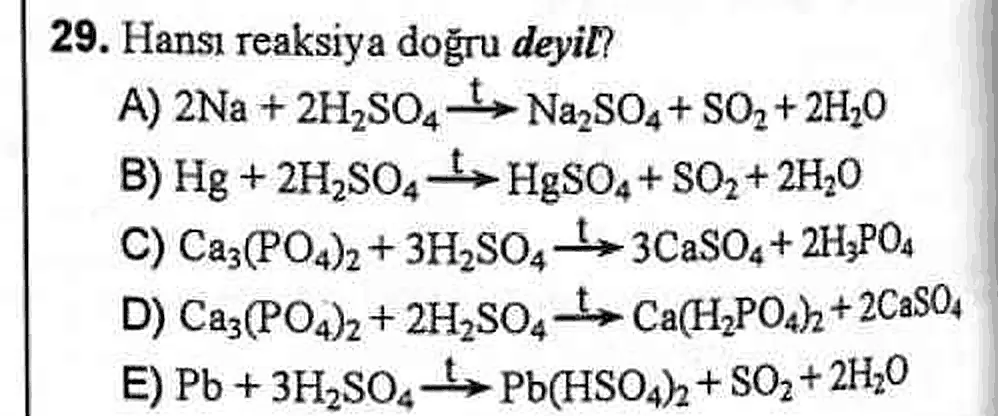 29. Hansı reaksiya doğru deyil?
A) 2Na + 2H₂SO₄ —t→ Na₂SO₄ + SO₂ + 2H₂O
B) Hg + 2H₂SO₄ —t→ HgSO₄ + SO₂ + 2H₂O
C) Ca₃(PO₄)₂ + 3H₂SO₄ —t→ 3CaSO₄ + 2H₃PO₄
D) Ca₃(PO₄)₂ + 2H₂SO₄ —t→ Ca(H₂PO₄)₂ + 2CaSO₄
E) Pb + 3H₂SO₄ —t→ Pb(HSO₄)₂ + SO₂ + 2H₂O